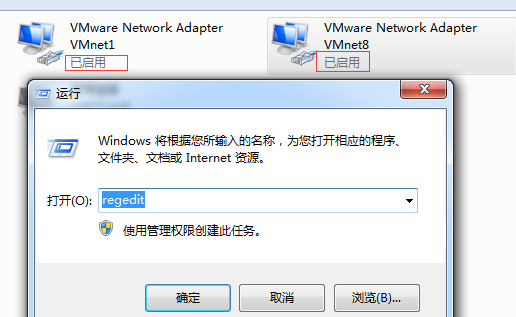 VMware Network Adapter
VMnet1
已启用
VMware Network Adapter
VMnet8
已启用
运行
Windows 将根据您所输入的名称，为您打开相应的程序、
文件夹、文档或 Internet 资源。
打开(O):
regedit
使用管理权限创建此任务。
确定
取消
浏览(B)...